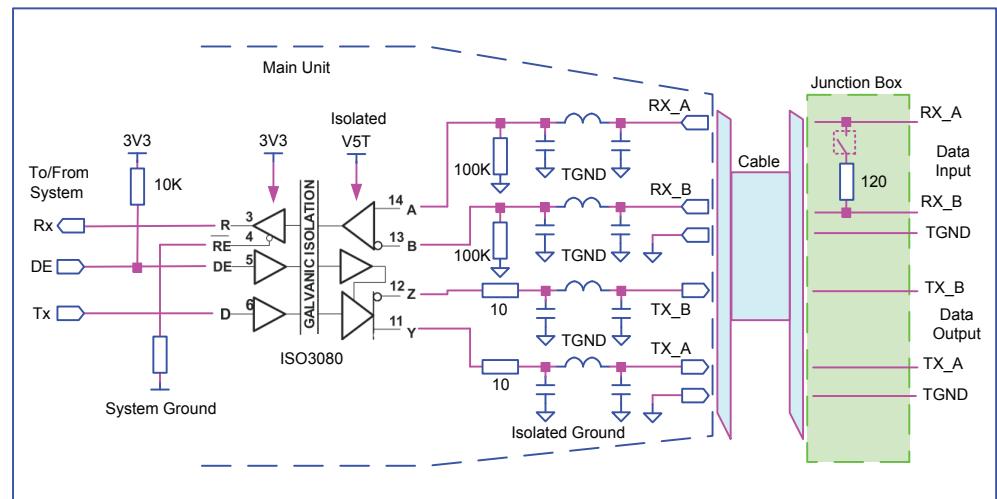 Main Unit
Junction Box
Isolated
V5T
3V3
3V3
To/From
System
10K
RX_A
RX_A
100K
TGND
Cable
Data
Input
120
14 A
Rx
R 3
4
RE
RX_B
RX_B
13 B
100K
TGND
DE
DE 5
GALVANIC ISOLATION
12 Z
TX_B
10
TX_B
TGND
Data
Output
Tx
D 6
11 Y
ISO3080
TX_A
TX_A
10
TGND
System Ground
Isolated Ground